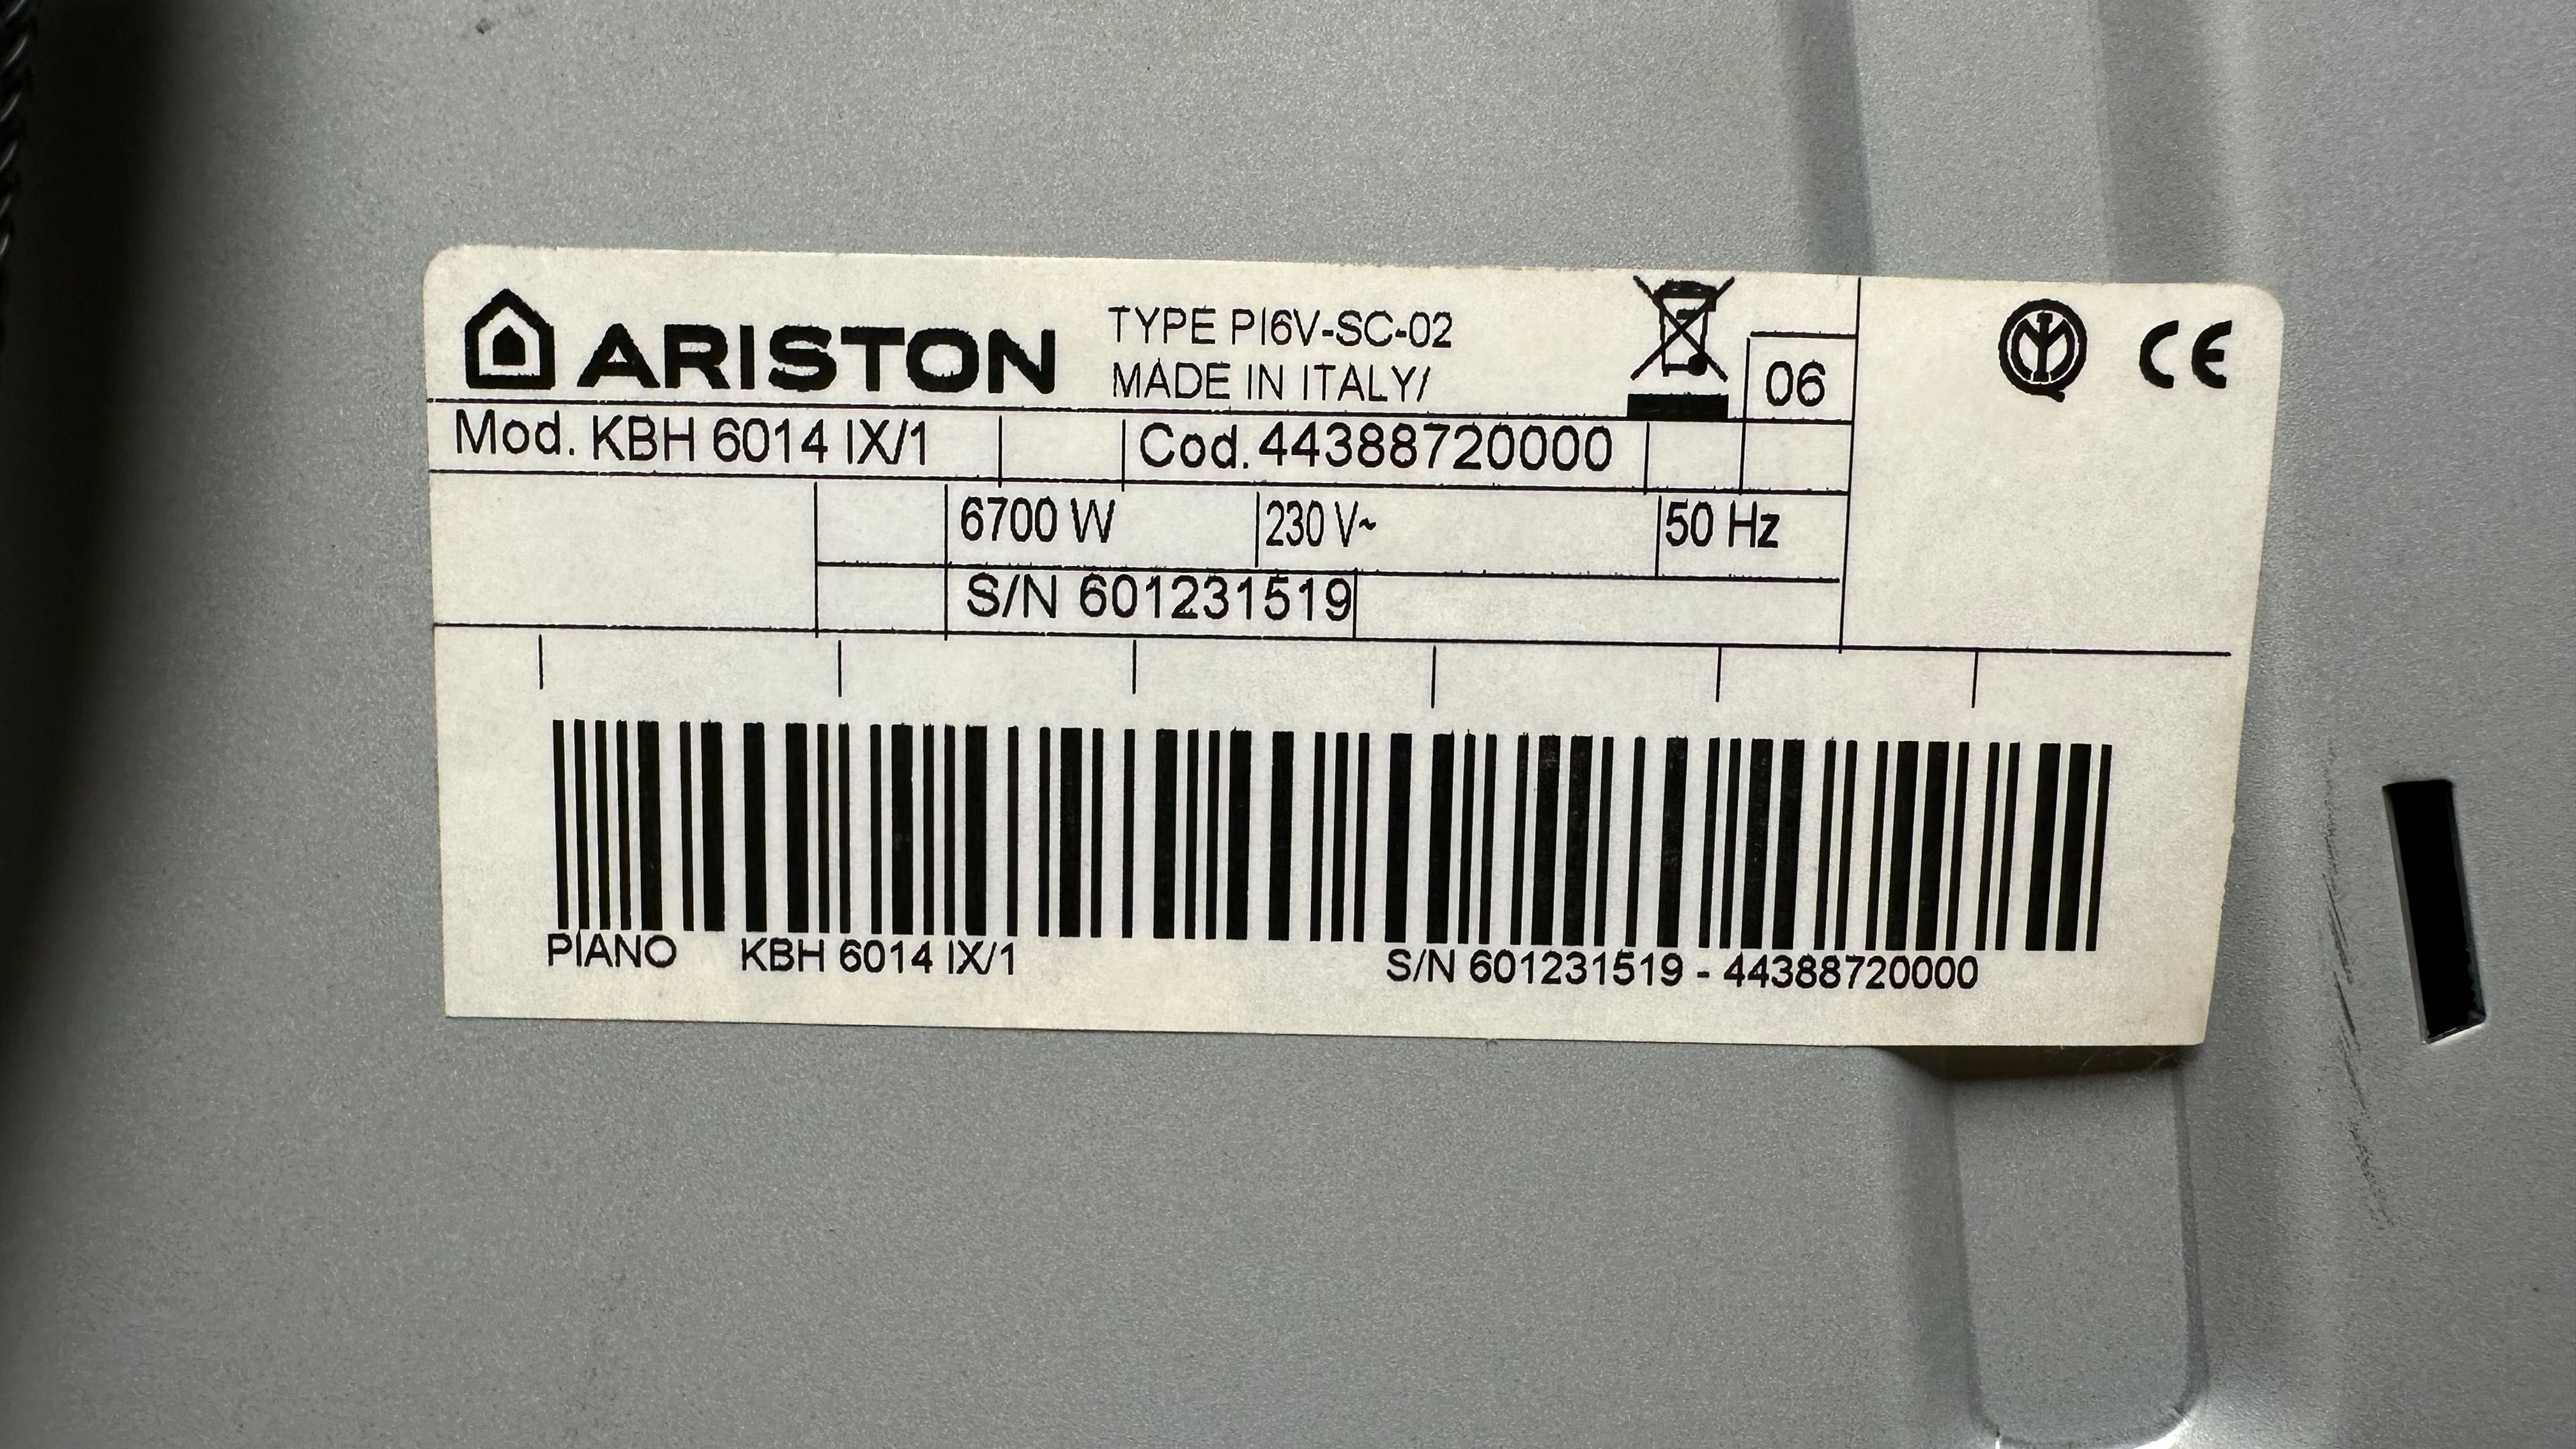 ARISTON
TYPE PI6V-SC-02
MADE IN ITALY/
06
CE
Mod. KBH 6014 IX/1
Cod. 44388720000
6700 W
230 V~
50 Hz
S/N 601231519
PIANO KBH 6014 IX/1
S/N 601231519 - 44388720000